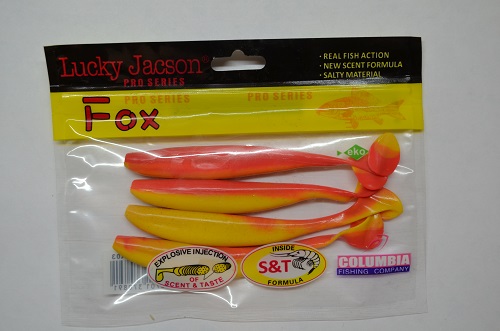 Lucky Jacson
PRO SERIES
· REAL FISH ACTION
· NEW SCENT FORMULA
· SALTY MATERIAL
PRO SERIES
PRO SERIES
Fox
eko
EXPLOSIVE INJECTION
OF
SCENT & TASTE
INSIDE
S&T
FORMULA
COLUMBIA
FISHING COMPANY